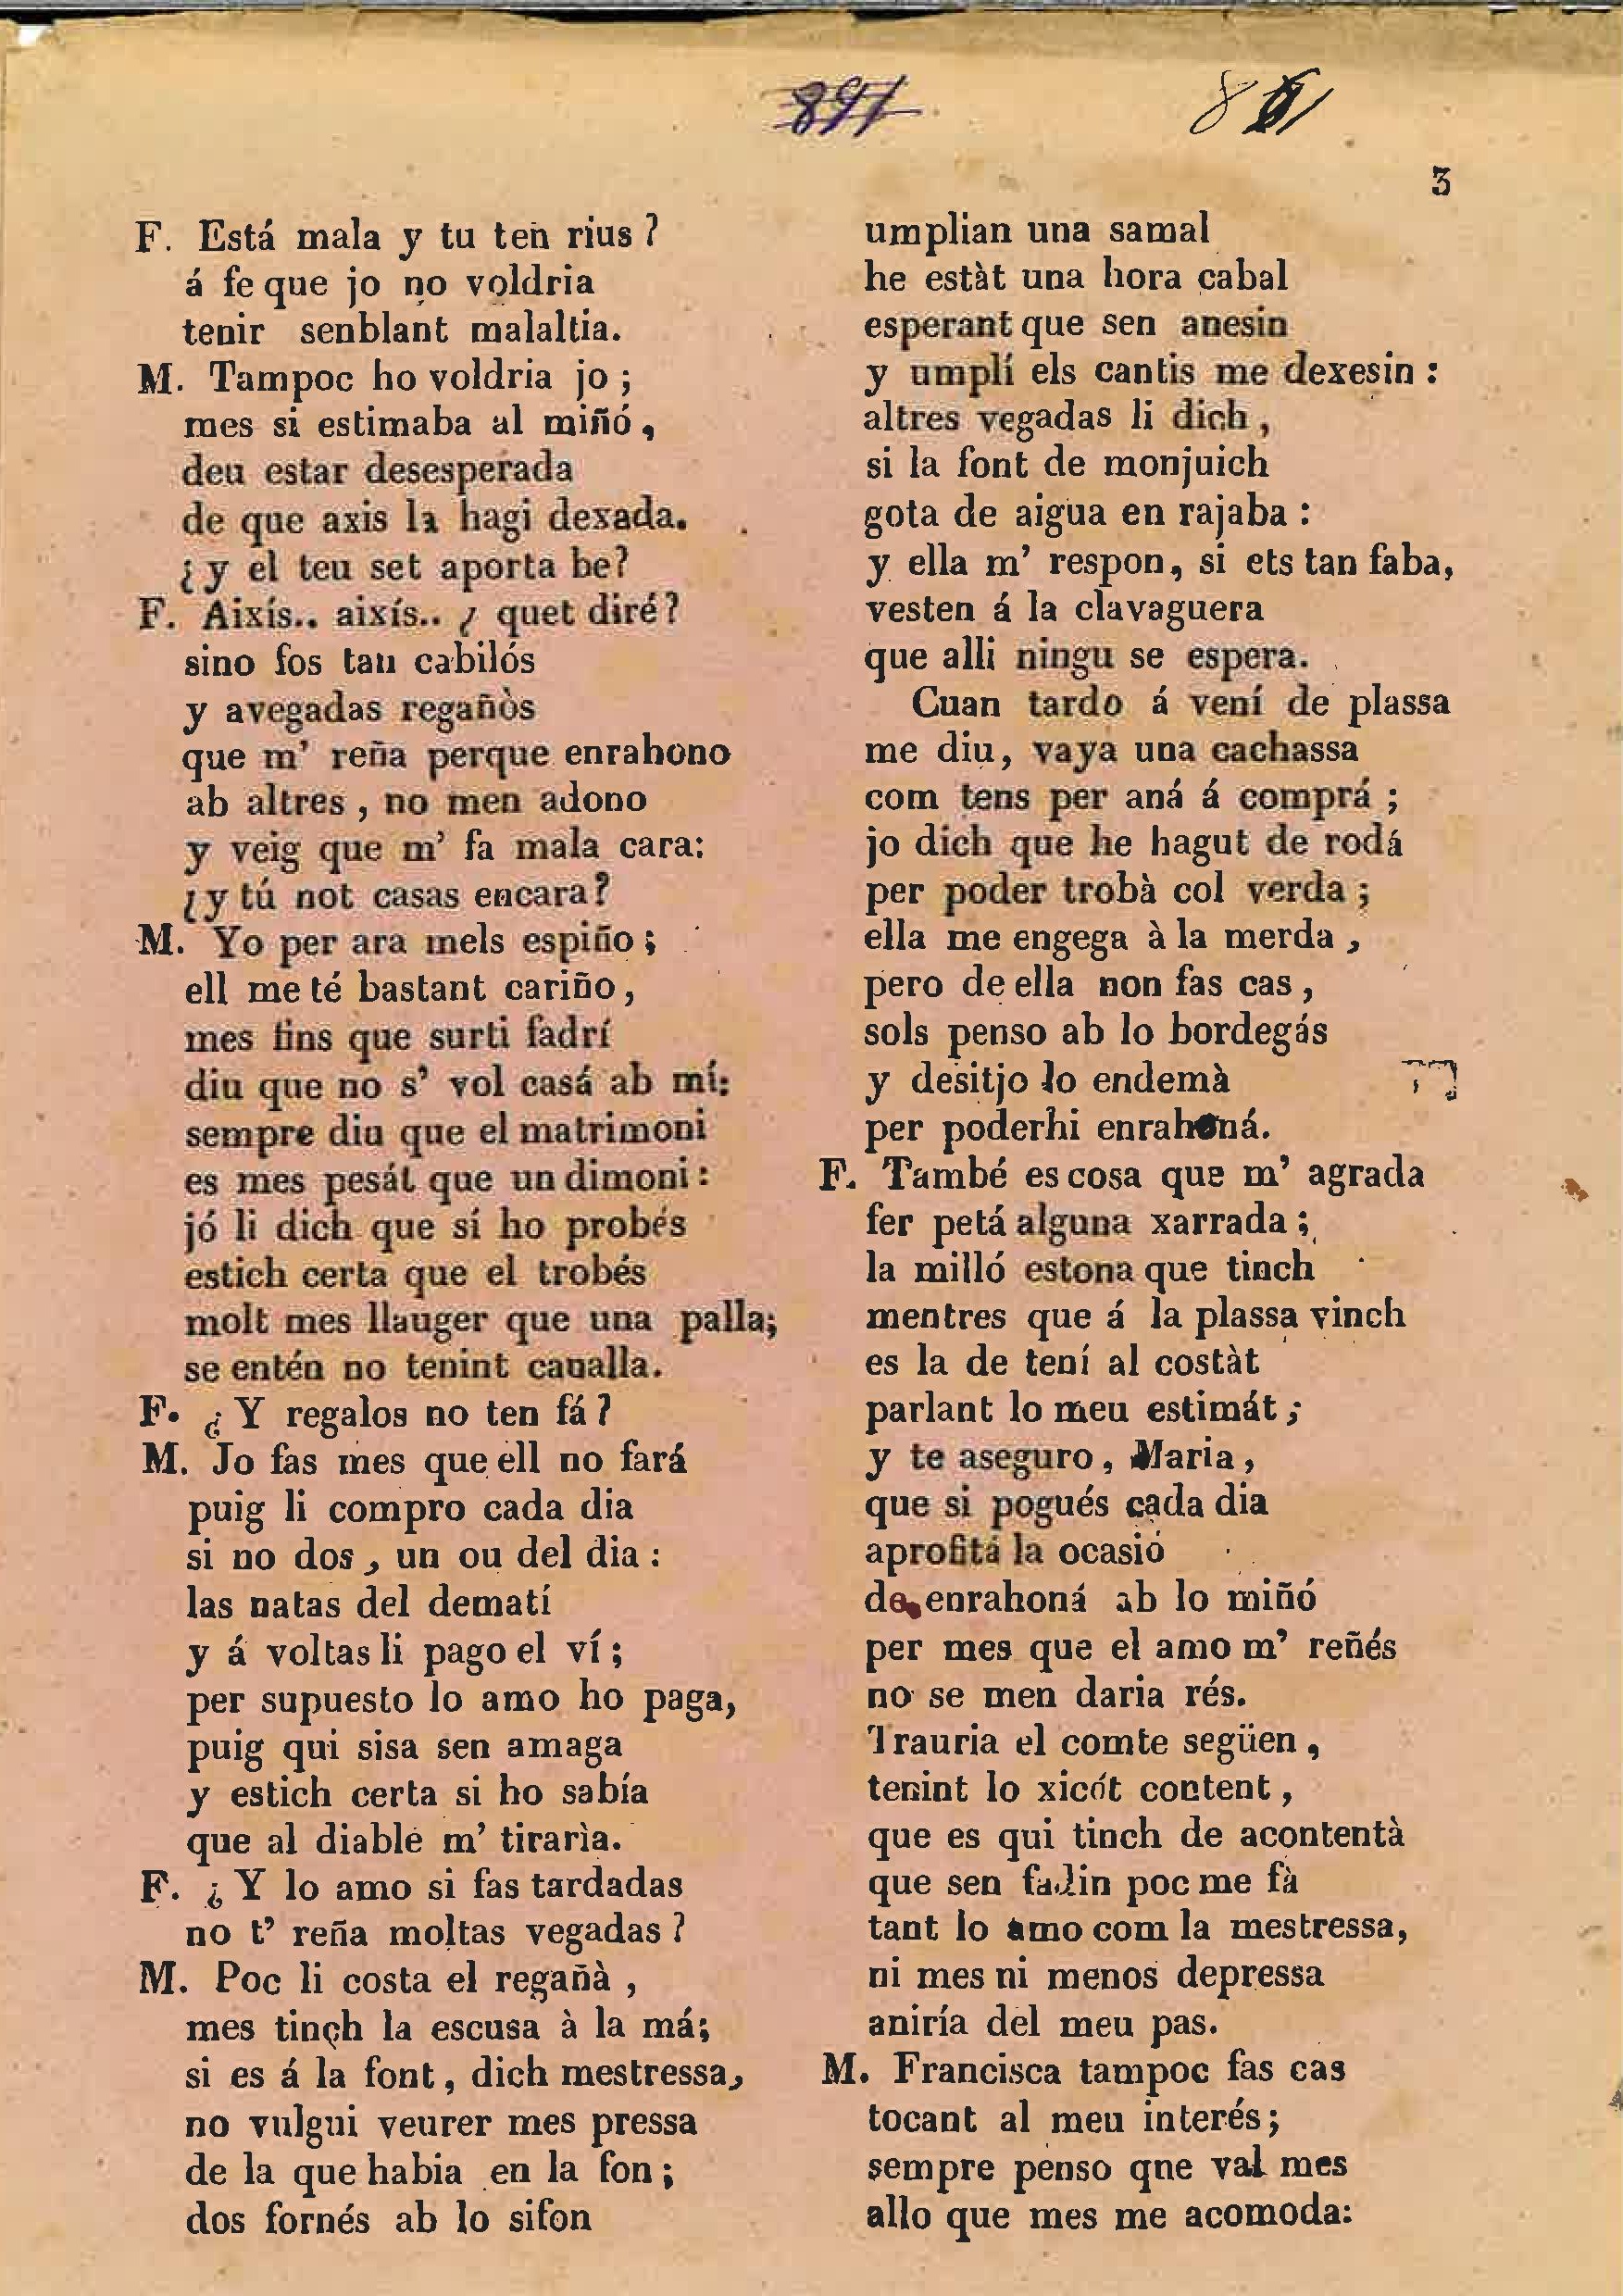 897
3
F. Está mala y tu ten rius?
á fe que jo no voldria
tenir senblant malaltia.
M. Tampoc ho voldria jo;
mes si estimaba al miñó,
deu estar desesperada
de que axis la hagi dexada.
¿y el teu set aporta be?
F. Aixís.. aixís.. ¿ quet diré?
sino fos tan cabilós
y avegadas regañòs
que m' reña perque enrahono
ab altres, no men adono
y veig que m' fa mala cara:
¿y tú not casas encara?
M. Yo per ara mels espiño;
ell me té bastant cariño,
mes fins que surti fadrí
diu que no s' vol casá ab mí:
sempre diu que el matrimoni
es mes pesát que un dimoni:
jó li dich que sí ho probés
estich certa que el trobés
molt mes llauger que una palla;
se entén no tenint canalla.
F. ¿Y regalos no ten fá?
M. Jo fas mes que ell no fará
puig li compro cada dia
si no dos, un ou del dia:
las natas del dematí
y á voltas li pago el ví;
per supuesto lo amo ho paga,
puig qui sisa sen amaga
y estich certa si ho sabía
que al diable m' tirarìa.
F. ¿Y lo amo si fas tardadas
no t' reña moltas vegadas?
M. Poc li costa el regañà,
mes tinch la escusa à la má;
si es á la font, dich mestressa,
no vulgui veurer mes pressa
de la que habia en la fon;
dos fornés ab lo sifon
umplian una samal
he estàt una hora cabal
esperant que sen anesin
y umplí els cantis me dexesin:
altres vegadas li dich,
si la font de monjuich
gota de aigua en rajaba:
y ella m' respon, si ets tan faba,
vesten á la clavaguera
que alli ningu se espera.
Cuan tardo á vení de plassa
me diu, vaya una cachassa
com tens per aná á comprá;
jo dich que he hagut de rodá
per poder trobà col verda;
ella me engega à la merda,
pero de ella non fas cas,
sols penso ab lo bordegás
y desitjo lo endemà
per poderhi enrahoná.
F. També es cosa que m' agrada
fer petá alguna xarrada;
la milló estona que tinch
mentres que á la plassa vinch
es la de tení al costàt
parlant lo meu estimát;
y te aseguro, Maria,
que si pogués cada dia
aprofitá la ocasió
de enrahoná ab lo miñó
per mes que el amo m' reñés
no se men daria rés.
Trauria el comte següen,
tenint lo xicót content,
que es qui tinch de acontentà
que sen fadin poc me fà
tant lo amo com la mestressa,
ni mes ni menos depressa
aniría del meu pas.
M. Francisca tampoc fas cas
tocant al meu interés;
sempre penso qne val mes
allo que mes me acomoda: